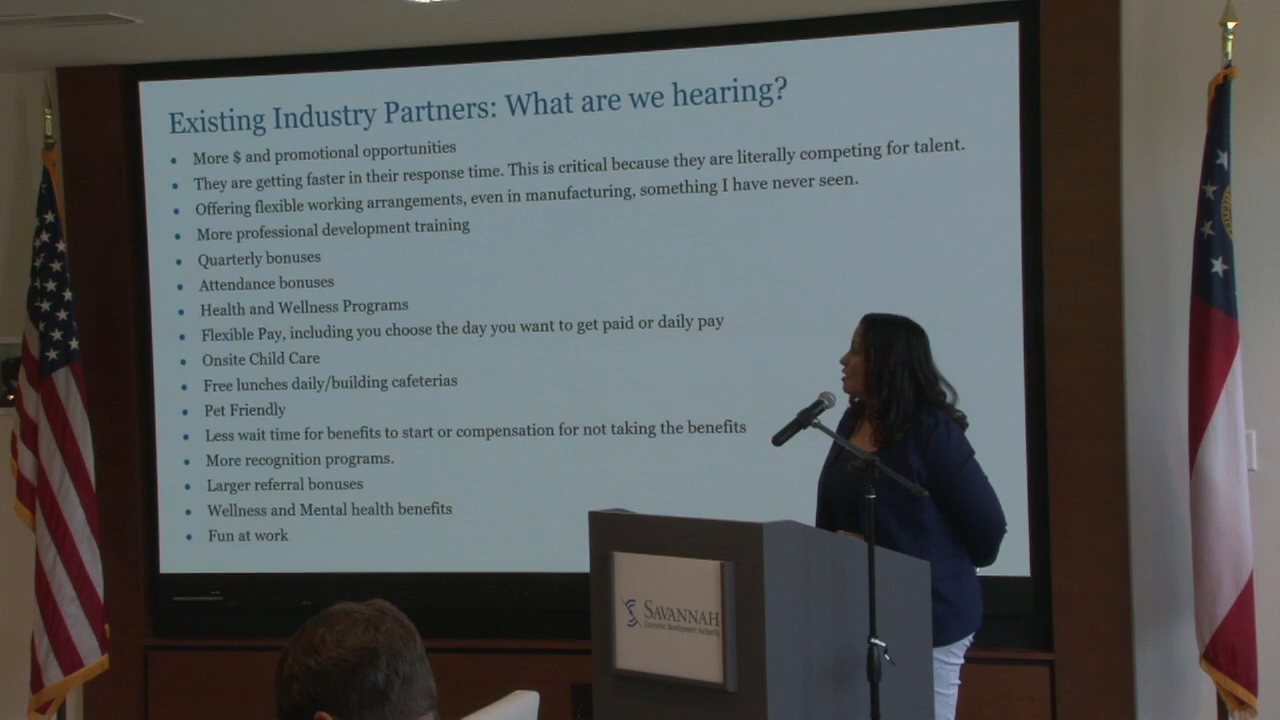 Existing Industry Partners: What are we hearing?
• More $ and promotional opportunities
• They are getting faster in their response time. This is critical because they are literally competing for talent.
• Offering flexible working arrangements, even in manufacturing, something I have never seen.
• More professional development training
• Quarterly bonuses
• Attendance bonuses
• Health and Wellness Programs
• Flexible Pay, including you choose the day you want to get paid or daily pay
• Onsite Child Care
• Free lunches daily/building cafeterias
• Pet Friendly
• Less wait time for benefits to start or compensation for not taking the benefits
• More recognition programs.
• Larger referral bonuses
• Wellness and Mental health benefits
• Fun at work
SAVANNAH
Economic Development Authority